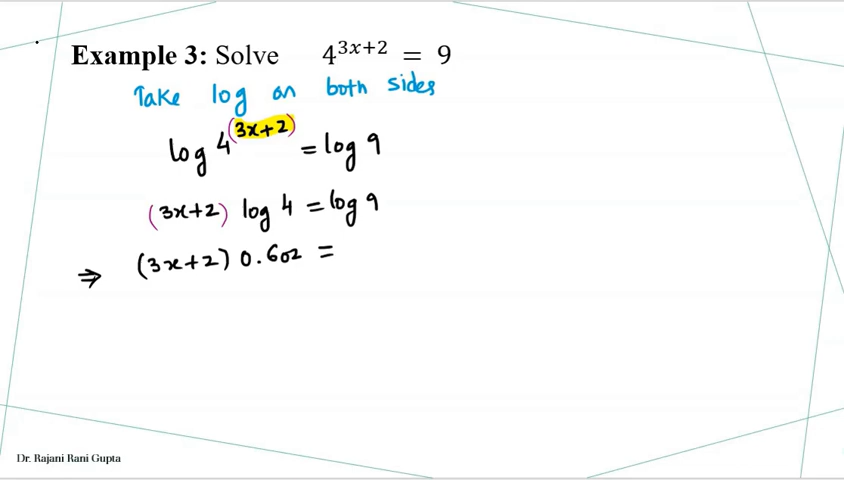 Example 3: Solve 4^{3x+2} = 9
Take log on both sides
log 4^{(3x+2)} = log 9
(3x+2) log 4 = log 9
⇒ (3x+2) 0.602 =
Dr. Rajani Rani Gupta